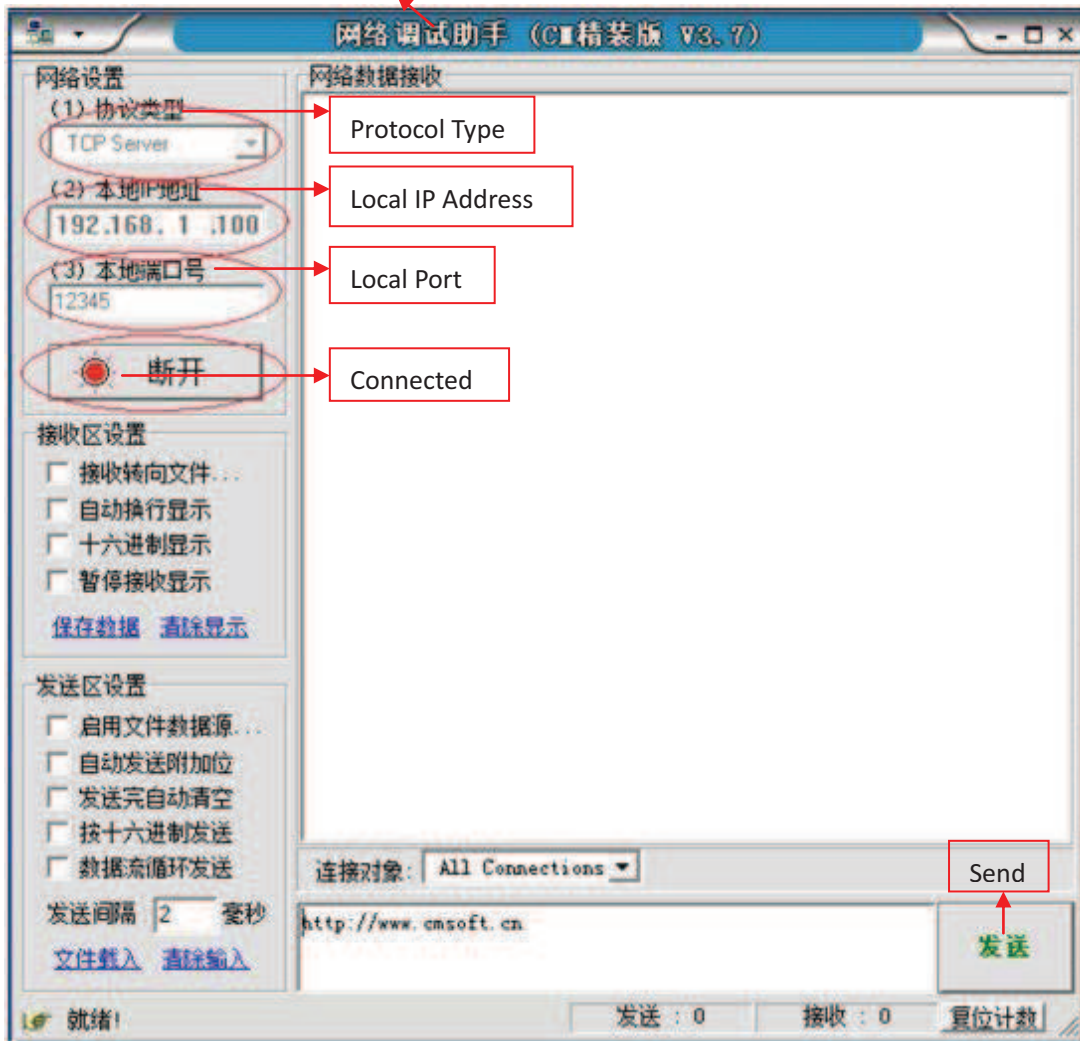 网络调试助手 (CM精装版 V3.7)
网络设置
(1) 协议类型
TCP Server
(2) 本地IP地址
192.168. 1 .100
(3) 本地端口号
12345
断开
接收区设置
接收转向文件...
自动换行显示
十六进制显示
暂停接收显示
保存数据 清除显示
发送区设置
启用文件数据源...
自动发送附加位
发送完自动清空
按十六进制发送
数据流循环发送
发送间隔 2 毫秒
文件载入 清除输入
网络数据接收
Protocol Type
Local IP Address
Local Port
Connected
连接对象: All Connections
Send
http://www.cmsoft.cn
发送
就绪!
发送 : 0
接收 : 0
复位计数